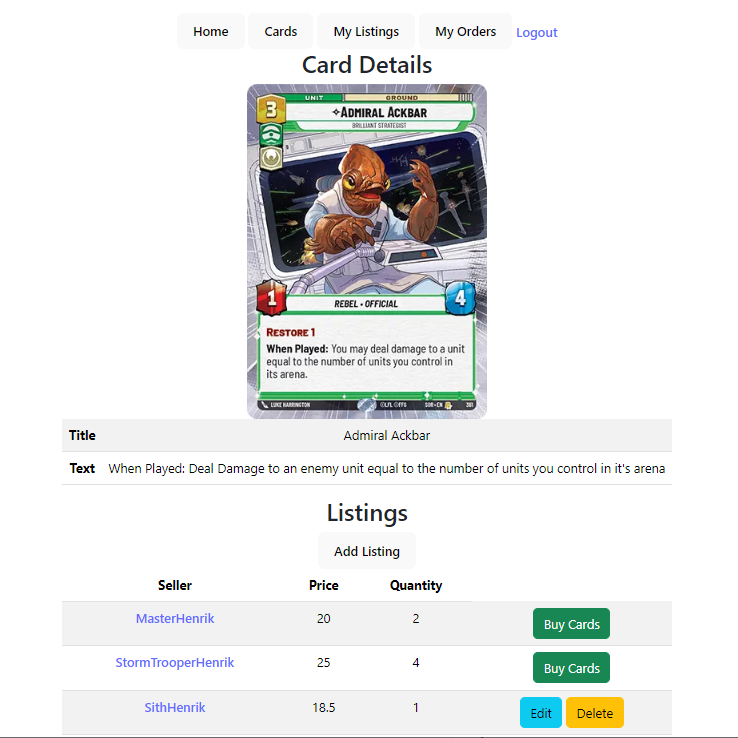 Home Cards My Listings My Orders Logout
Card Details
UNIT GROUND
3
ADMIRAL ACKBAR
BRILLIANT STRATEGIST
1
REBEL • OFFICIAL
4
RESTORE 1
When Played: You may deal damage to a unit
equal to the number of units you control in
its arena.
LUKE HARRINGTON
©LFL ©FFG SOR • EN 361
Title Admiral Ackbar
Text When Played: Deal Damage to an enemy unit equal to the number of units you control in it's arena
Listings
Add Listing
Seller Price Quantity
MasterHenrik 20 2 Buy Cards
StormTrooperHenrik 25 4 Buy Cards
SithHenrik 18.5 1 Edit Delete